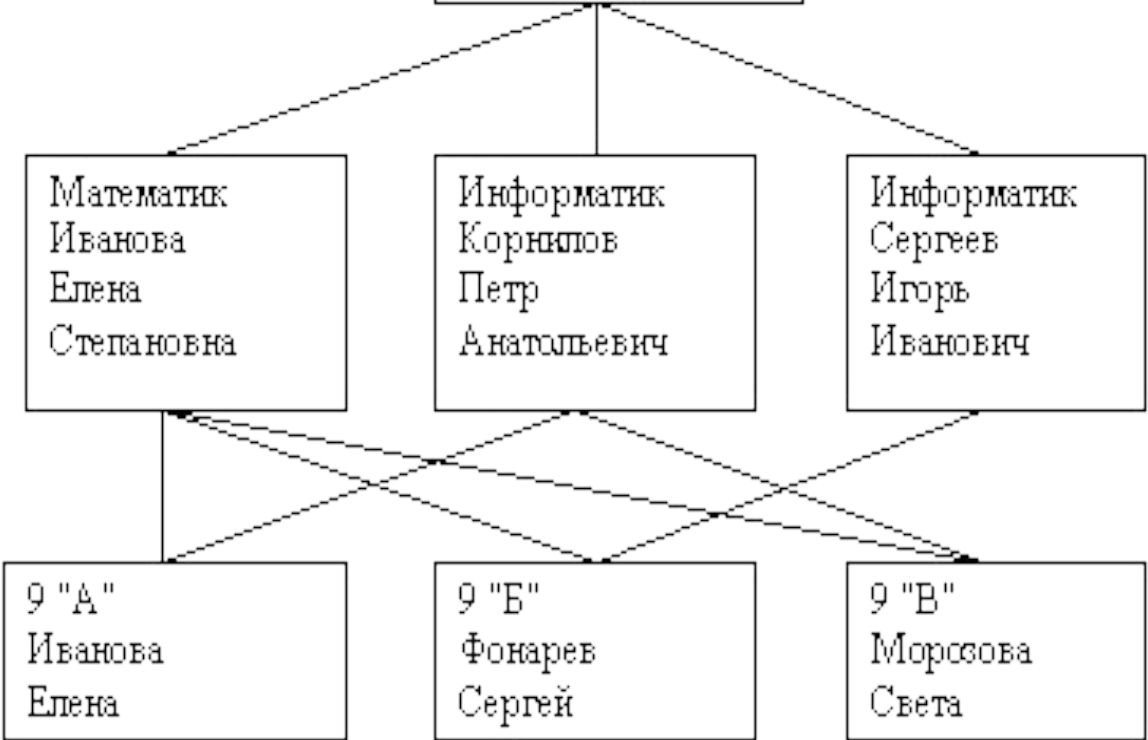 Математик
Иванова
Елена
Степановна
Информатик
Корнилов
Петр
Анатольевич
Информатик
Сергеев
Игорь
Иванович
9 "А"
Иванова
Елена
9 "Б"
Фонарев
Сергей
9 "В"
Морозова
Света